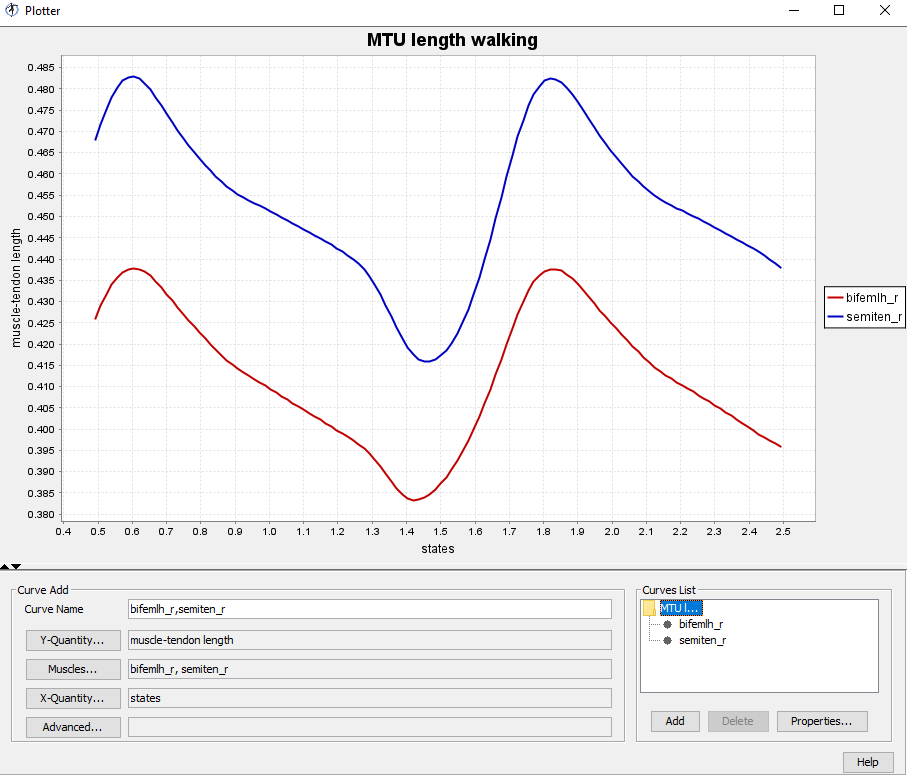 Plotter
MTU length walking
0.485
0.480
0.475
0.470
0.465
0.460
0.455
0.450
0.445
0.440
0.435
0.430
0.425
0.420
0.415
0.410
0.405
0.400
0.395
0.390
0.385
0.380
muscle-tendon length
0.4 0.5 0.6 0.7 0.8 0.9 1.0 1.1 1.2 1.3 1.4 1.5 1.6 1.7 1.8 1.9 2.0 2.1 2.2 2.3 2.4 2.5
states
bifemlh_r
semiten_r
Curve Add
Curve Name bifemlh_r,semiten_r
Y-Quantity... muscle-tendon length
Muscles... bifemlh_r, semiten_r
X-Quantity... states
Advanced...
Curves List
MTU l...
bifemlh_r
semiten_r
Add Delete Properties...
Help